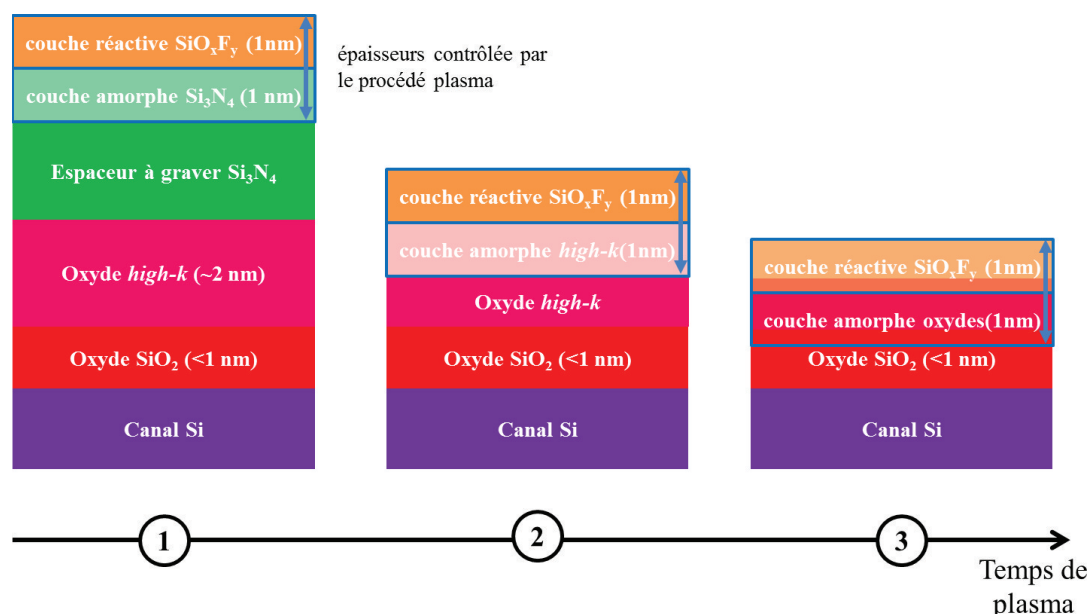 couche réactive SiOₓFᵧ (1nm)
couche amorphe Si₃N₄ (1 nm)
Espaceur à graver Si₃N₄
Oxyde high-k (~2 nm)
Oxyde SiO₂ (<1 nm)
Canal Si
épaisseurs contrôlée par
le procédé plasma
couche réactive SiOₓFᵧ (1nm)
couche amorphe high-k(1nm)
Oxyde high-k
Oxyde SiO₂ (<1 nm)
Canal Si
couche réactive SiOₓFᵧ (1nm)
couche amorphe oxydes(1nm)
Oxyde SiO₂ (<1 nm)
Canal Si
1
2
3
Temps de
plasma